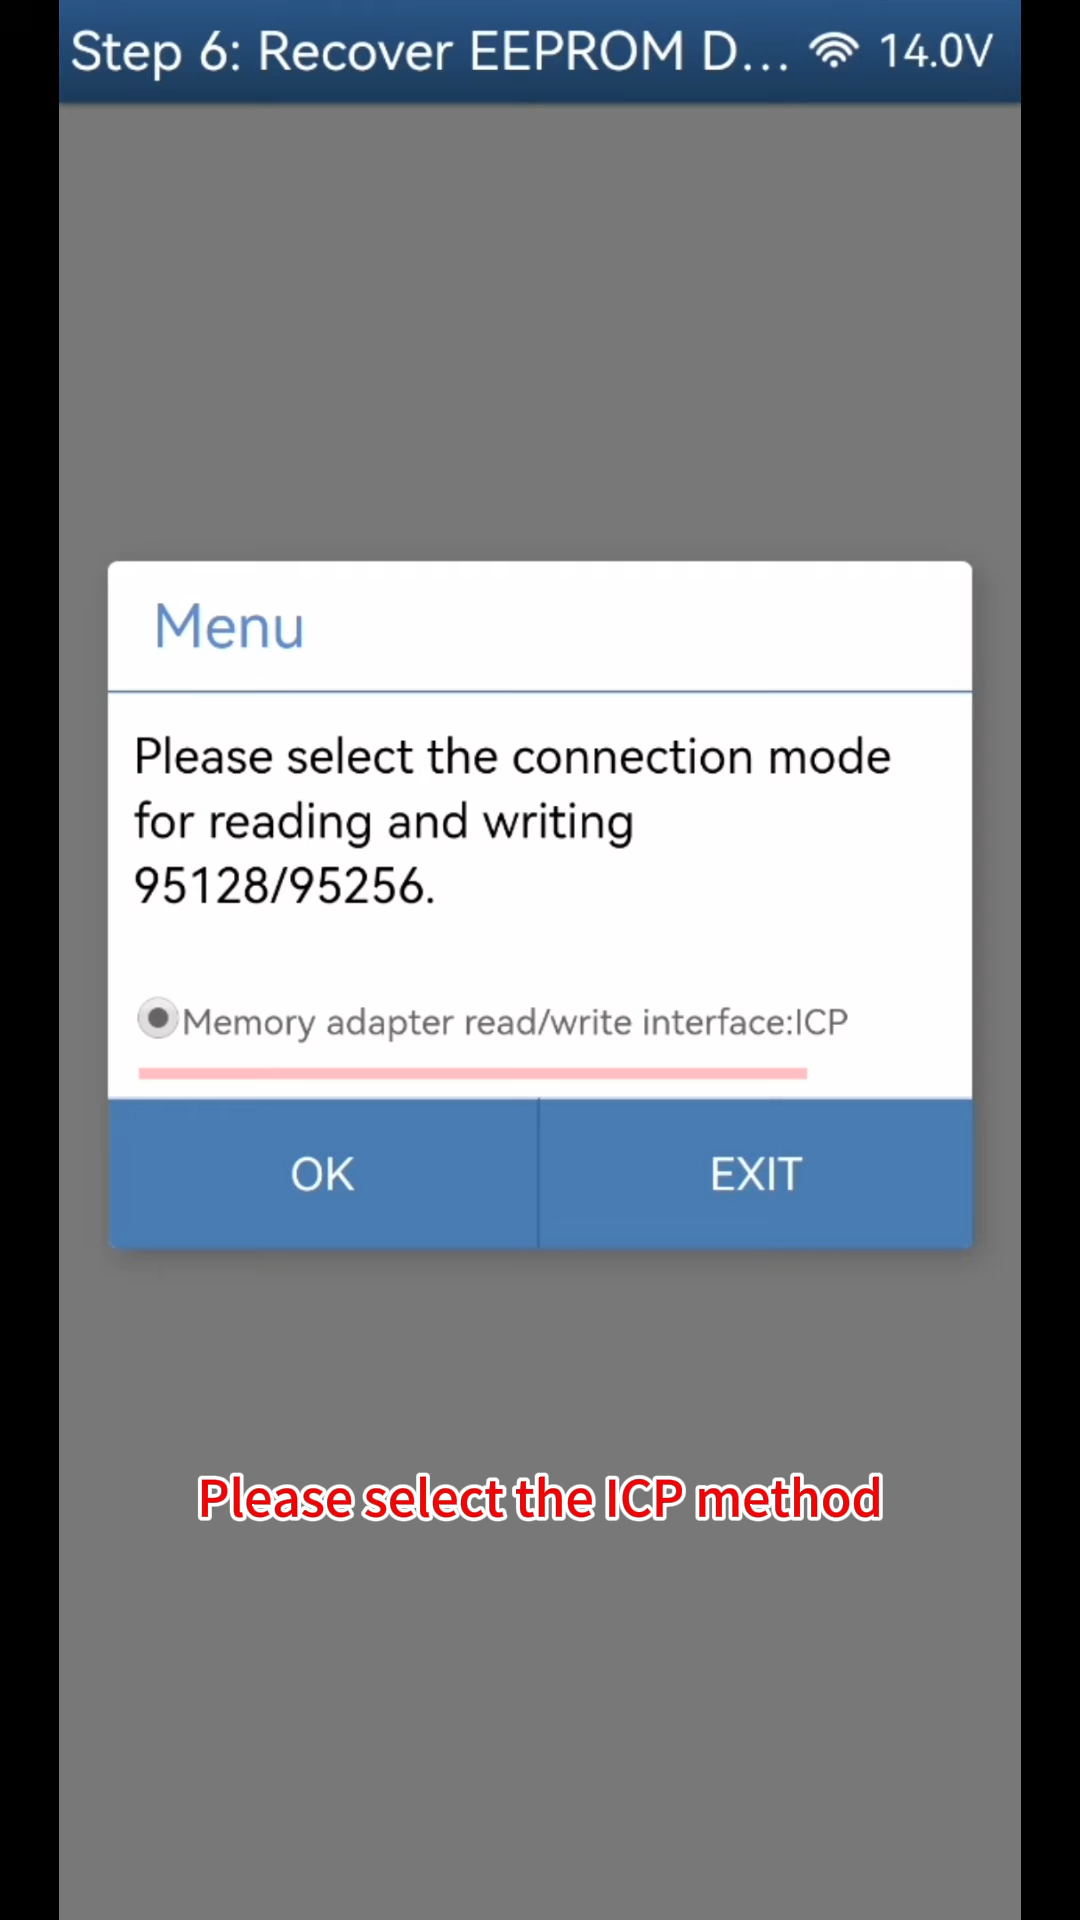 Step 6: Recover EEPROM D... 14.0V
Menu
Please select the connection mode
for reading and writing
95128/95256.
Memory adapter read/write interface:ICP
OK EXIT
Please select the ICP method